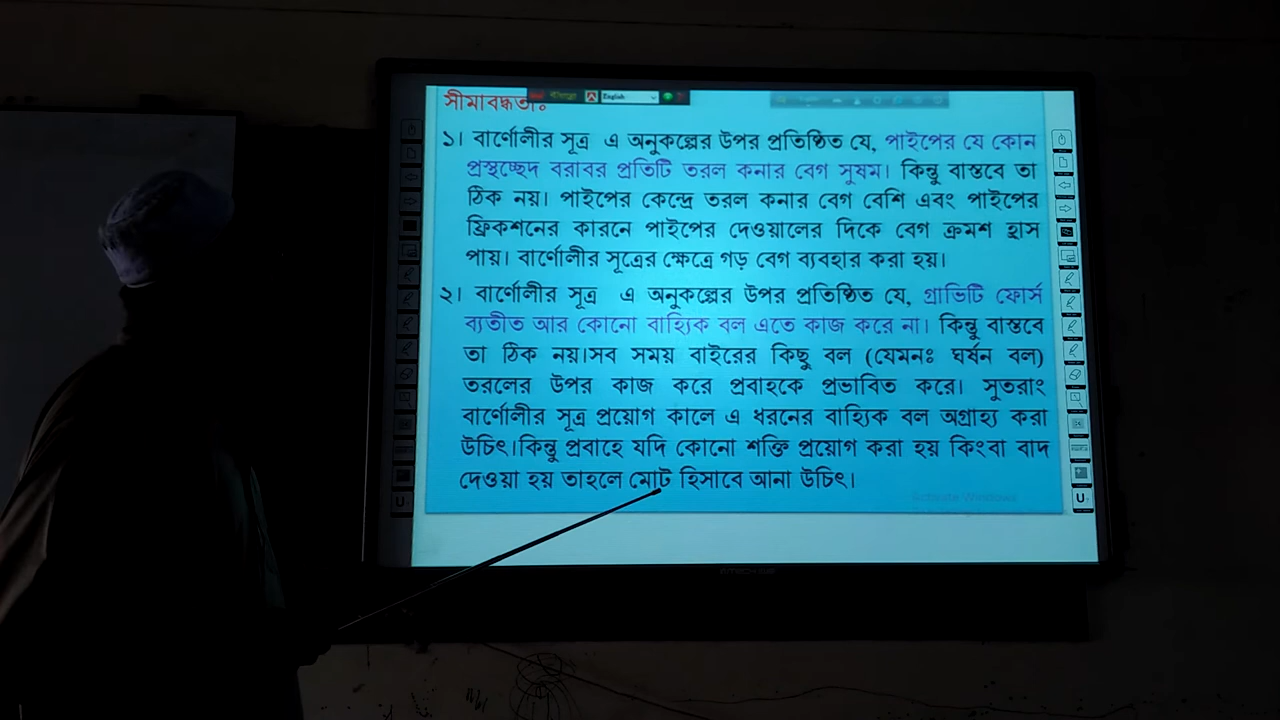 সীমাবদ্ধতাঃ
English
১। বার্ণোলীর সূত্র এ অনুকল্পের উপর প্রতিষ্ঠিত যে, পাইপের যে কোন
প্রস্থচ্ছেদ বরাবর প্রতিটি তরল কনার বেগ সুষম। কিন্তু বাস্তবে তা
ঠিক নয়। পাইপের কেন্দ্রে তরল কনার বেগ বেশি এবং পাইপের
ফ্রিকশনের কারনে পাইপের দেওয়ালের দিকে বেগ ক্রমশ হ্রাস
পায়। বার্ণোলীর সূত্রের ক্ষেত্রে গড় বেগ ব্যবহার করা হয়।
২। বার্ণোলীর সূত্র এ অনুকল্পের উপর প্রতিষ্ঠিত যে, গ্রাভিটি ফোর্স
ব্যতীত আর কোনো বাহ্যিক বল এতে কাজ করে না। কিন্তু বাস্তবে
তা ঠিক নয়।সব সময় বাইরের কিছু বল (যেমনঃ ঘর্ষন বল)
তরলের উপর কাজ করে প্রবাহকে প্রভাবিত করে। সুতরাং
বার্ণোলীর সূত্র প্রয়োগ কালে এ ধরনের বাহ্যিক বল অগ্রাহ্য করা
উচিৎ।কিন্তু প্রবাহে যদি কোনো শক্তি প্রয়োগ করা হয় কিংবা বাদ
দেওয়া হয় তাহলে মোট হিসাবে আনা উচিৎ।
Activate Windows